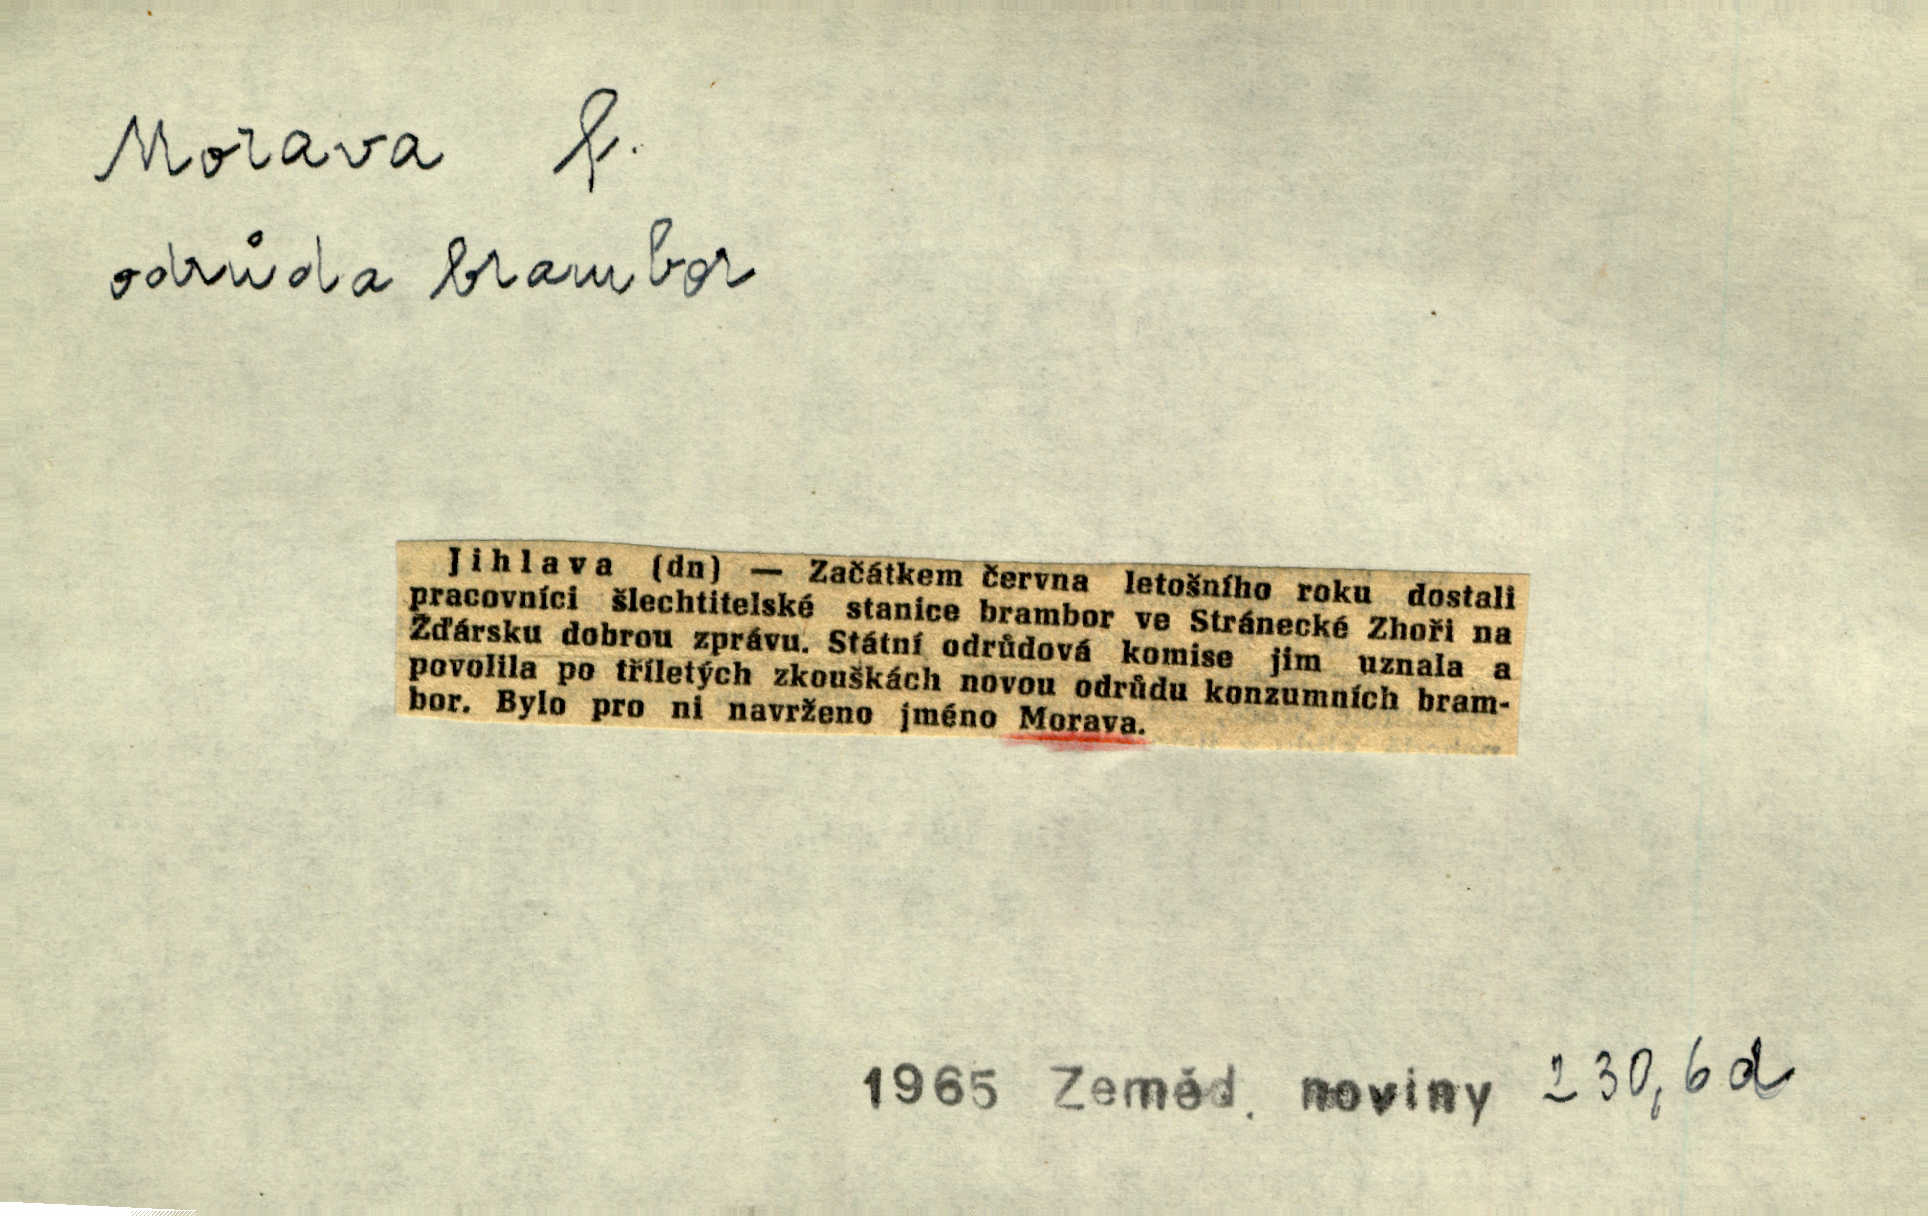 Morava f.
odrůda brambor
Jihlava (dn) — Začátkem června letošního roku dostali
pracovníci šlechtitelské stanice brambor ve Stránecké Zhoři na
Žďársku dobrou zprávu. Státní odrůdová komise jim uznala a
povolila po tříletých zkouškách novou odrůdu konzumních bram-
bor. Bylo pro ni navrženo jméno Morava.
1965 Zeměd. noviny 230,6d